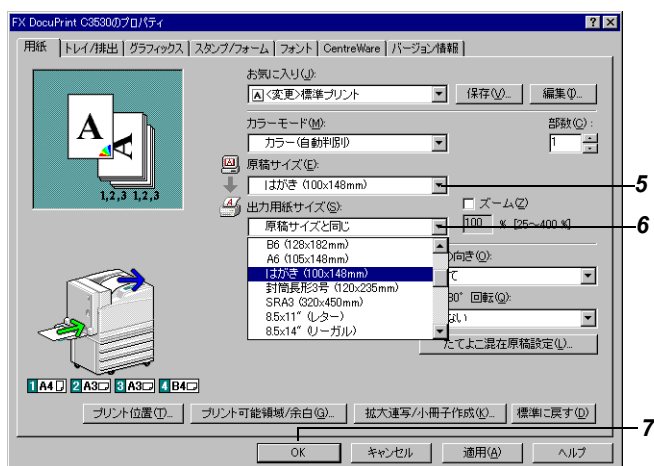 FX DocuPrint C3530のプロパティ
用紙 トレイ/排出 グラフィックス スタンプ/フォーム フォント CentreWare バージョン情報
お気に入り(J):
A <変更>標準プリント 保存(V)... 編集(I)...
カラーモード(M): 部数(C):
カラー(自動判別) 1
原稿サイズ(E):
はがき (100x148mm) 5
出力用紙サイズ(S): ズーム(Z)
原稿サイズと同じ 100 % [25～400 %] 6
B6 (128x182mm)
A6 (105x148mm) の向き(O):
はがき (100x148mm) て
封筒長形3号 (120x235mm) 80° 回転(Q):
SRA3 (320x450mm) ない
8.5x11" (レター)
8.5x14" (リーガル) たてよこ混在原稿設定(L)...
A A
1,2,3 1,2,3
1 A4 2 A3 3 A3 4 B4
プリント位置(T)... プリント可能領域/余白(G)... 拡大連写/小冊子作成(K)... 標準に戻す(D)
7
OK キャンセル 適用(A) ヘルプ